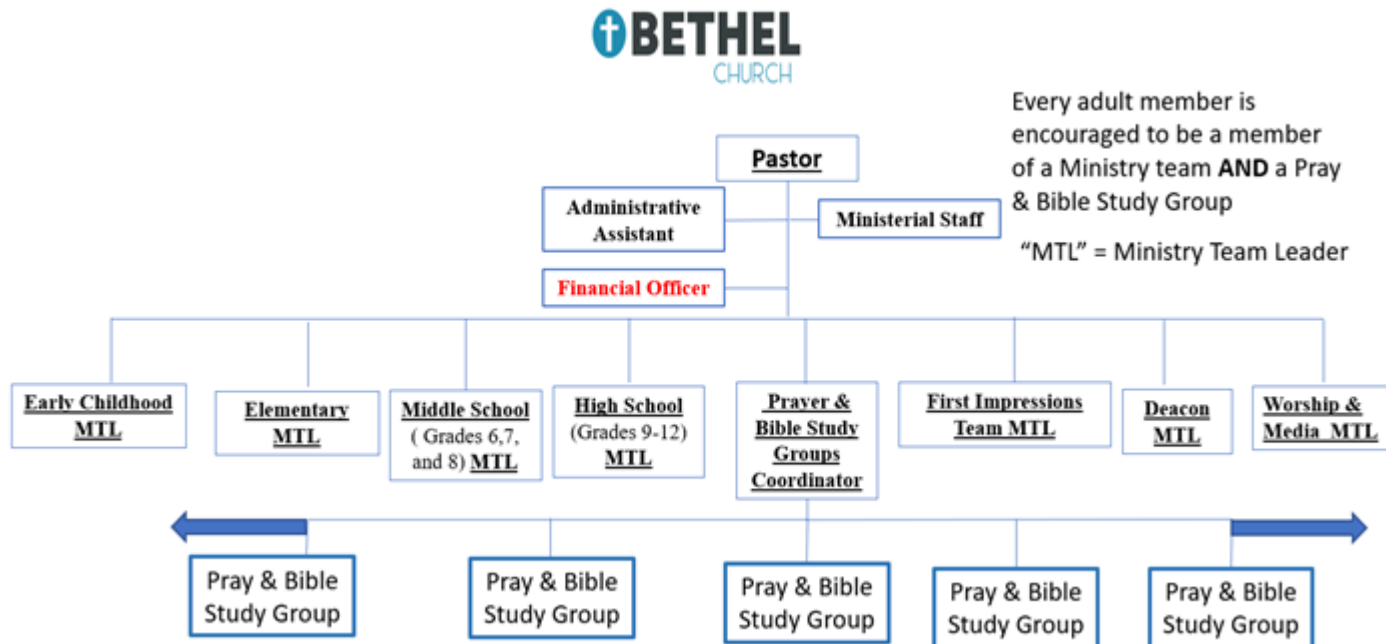 BETHEL
CHURCH
Every adult member is
encouraged to be a member
of a Ministry team AND a Pray
& Bible Study Group
"MTL" = Ministry Team Leader
Pastor
Administrative
Assistant
Ministerial Staff
Financial Officer
Early Childhood
MTL
Elementary
MTL
Middle School
( Grades 6,7,
and 8) MTL
High School
(Grades 9-12)
MTL
Prayer &
Bible Study
Groups
Coordinator
First Impressions
Team MTL
Deacon
MTL
Worship &
Media MTL
Pray & Bible
Study Group
Pray & Bible
Study Group
Pray & Bible
Study Group
Pray & Bible
Study Group
Pray & Bible
Study Group